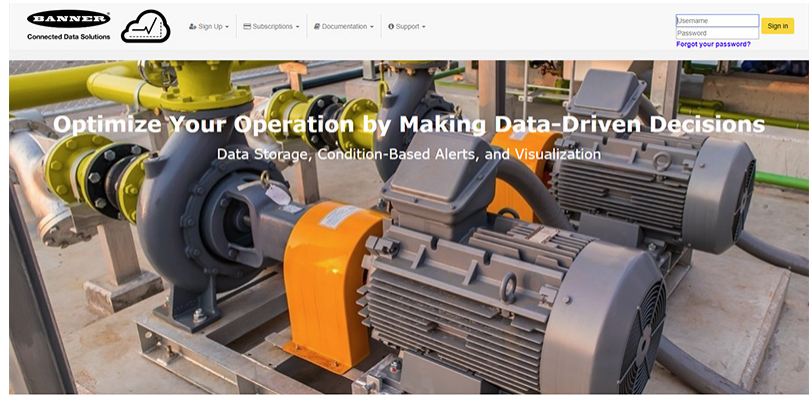 BANNER
Connected Data Solutions
Sign Up
Subscriptions
Documentation
Support
Username
Password
Sign in
Forgot your password?
Optimize Your Operation by Making Data-Driven Decisions
Data Storage, Condition-Based Alerts, and Visualization